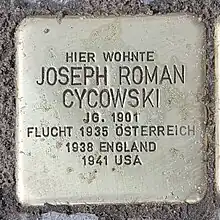 HIER WOHNTE
JOSEPH ROMAN
CYCOWSKI
JG. 1901
FLUCHT 1935 ÖSTERREICH
1938 ENGLAND
1941 USA